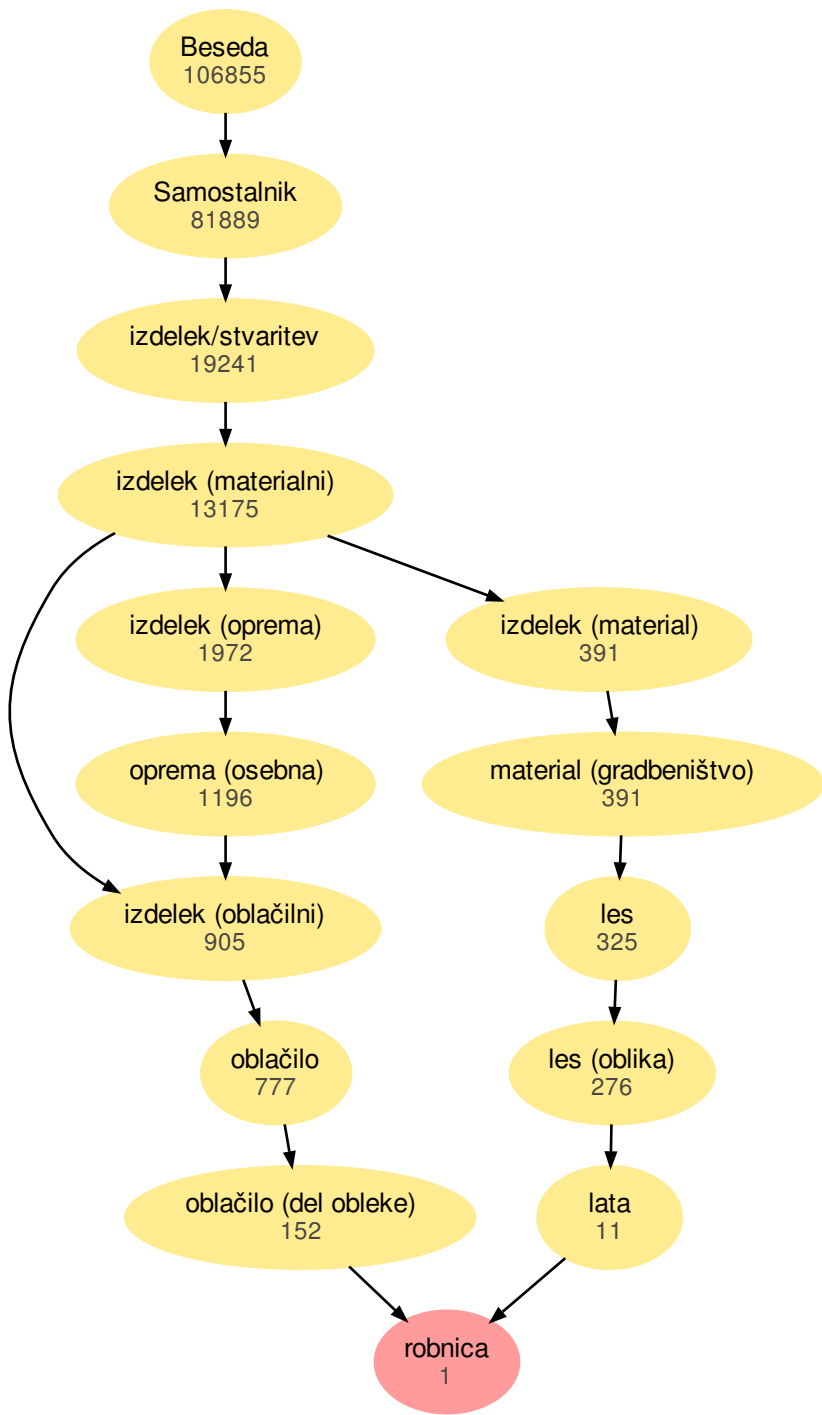 Beseda
106855
Samostalnik
81889
izdelek/stvaritev
19241
izdelek (materialni)
13175
izdelek (oprema)
1972
izdelek (material)
391
oprema (osebna)
1196
material (gradbeništvo)
391
izdelek (oblačilni)
905
les
325
oblačilo
777
les (oblika)
276
oblačilo (del obleke)
152
lata
11
robnica
1